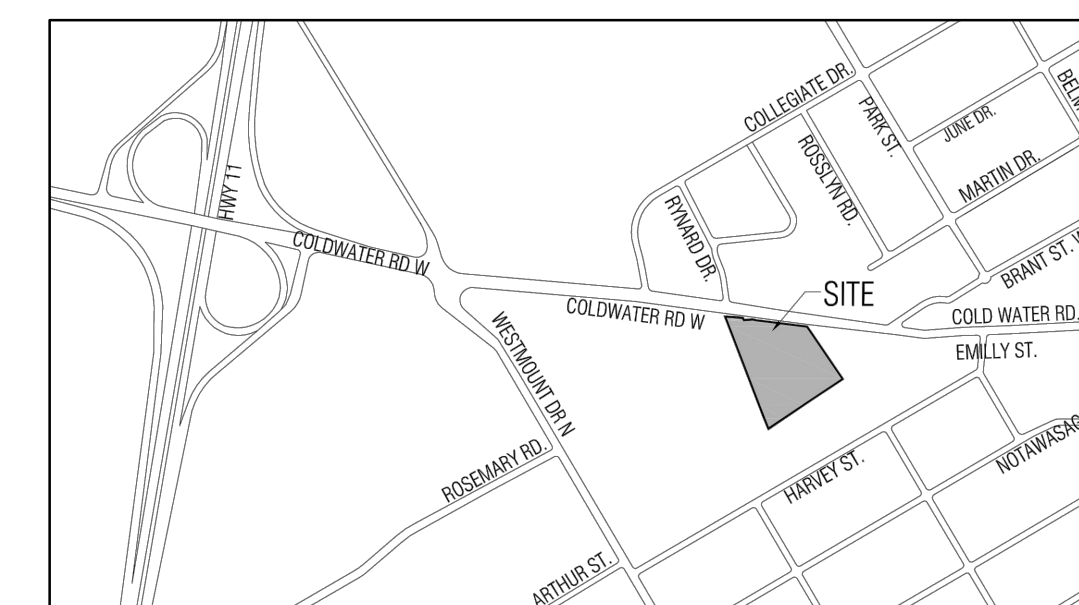 COLLEGIATE DR.
PARK ST.
JUNE DR.
ROSSLYN RD.
MARTIN DR.
HWY 11
RYNARD DR.
COLDWATER RD W
BRANT ST. W
SITE
COLDWATER RD W
COLD WATER RD,
EMILLY ST.
WESTMOUNT DR N
ROSEMARY RD.
HARVEY ST.
ARTHUR ST.